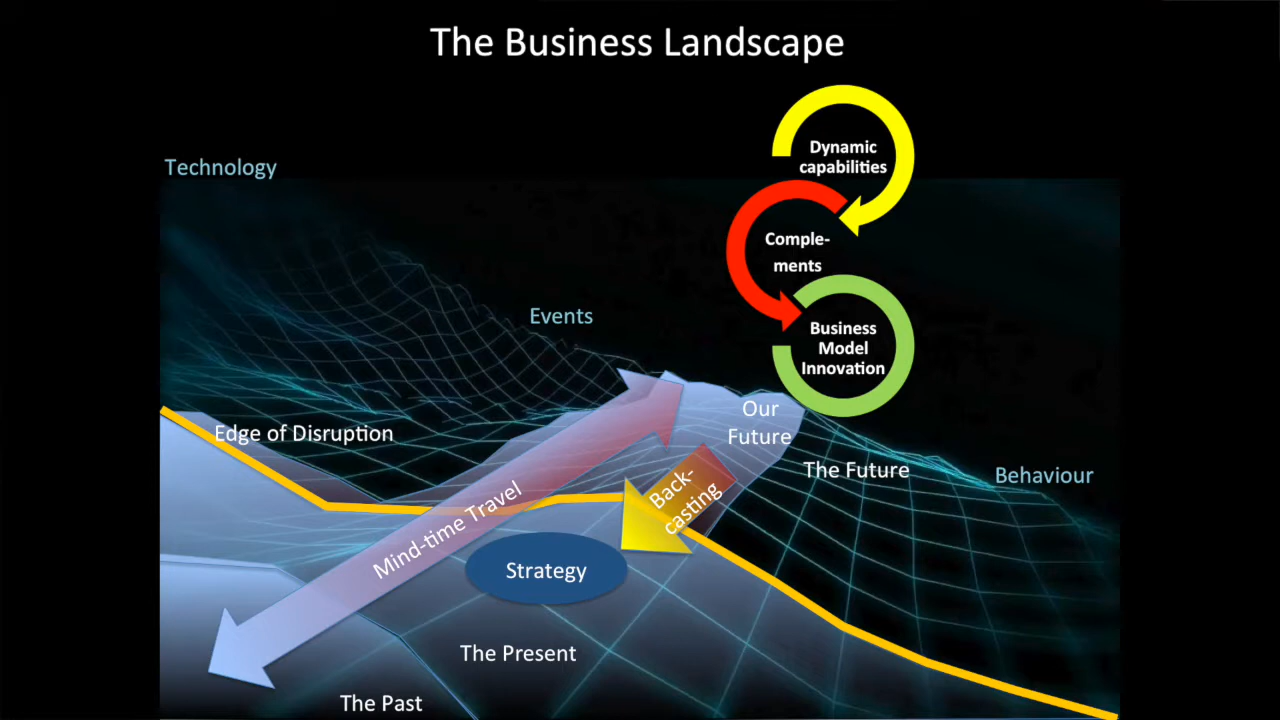 The Business Landscape
Dynamic
capabilities
Technology
Comple-
ments
Events
Business
Model
Innovation
Our
Future
Edge of Disruption
The Future
Behaviour
Back-
casting
Mind-time Travel
Strategy
The Present
The Past